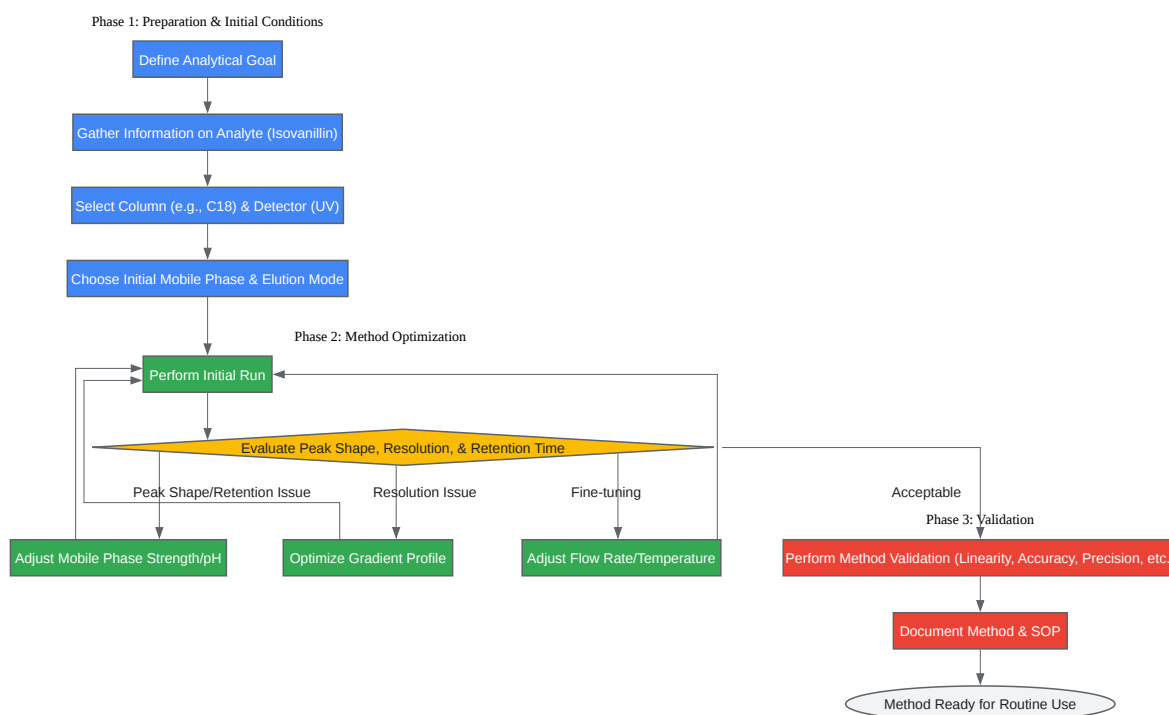 Phase 1: Preparation & Initial Conditions
Define Analytical Goal
Gather Information on Analyte (Isovanillin)
Select Column (e.g., C18) & Detector (UV)
Choose Initial Mobile Phase & Elution Mode
Phase 2: Method Optimization
Perform Initial Run
Evaluate Peak Shape, Resolution, & Retention Time
Peak Shape/Retention Issue
Resolution Issue
Fine-tuning
Acceptable
Phase 3: Validation
Adjust Mobile Phase Strength/pH
Optimize Gradient Profile
Adjust Flow Rate/Temperature
Perform Method Validation (Linearity, Accuracy, Precision, etc.
Document Method & SOP
Method Ready for Routine Use